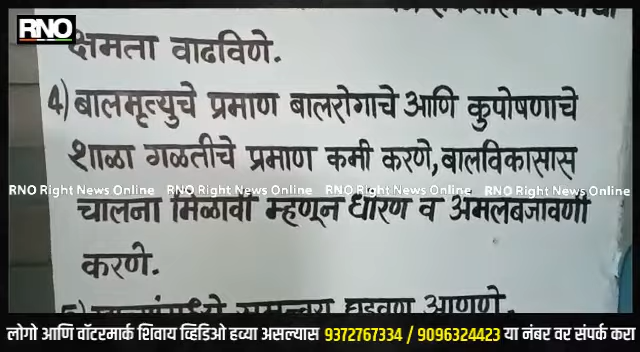 RNO
क्षमता वाढविणे.
4) बालमृत्युचे प्रमाण बालरोगाचे आणि कुपोषणाचे
शाळा गळतीचे प्रमाण कमी करणे, बालविकासास
RNO Right News Online RNO Right News Online RNO Right News Online RNO Right News Online
चालना मिळावी म्हणून धोरण व अमलबजावणी
करणे.
आणणे.
लोगो आणि वॉटरमार्क शिवाय व्हिडिओ हव्या असल्यास 9372767334 / 9096324423 या नंबर वर संपर्क करा